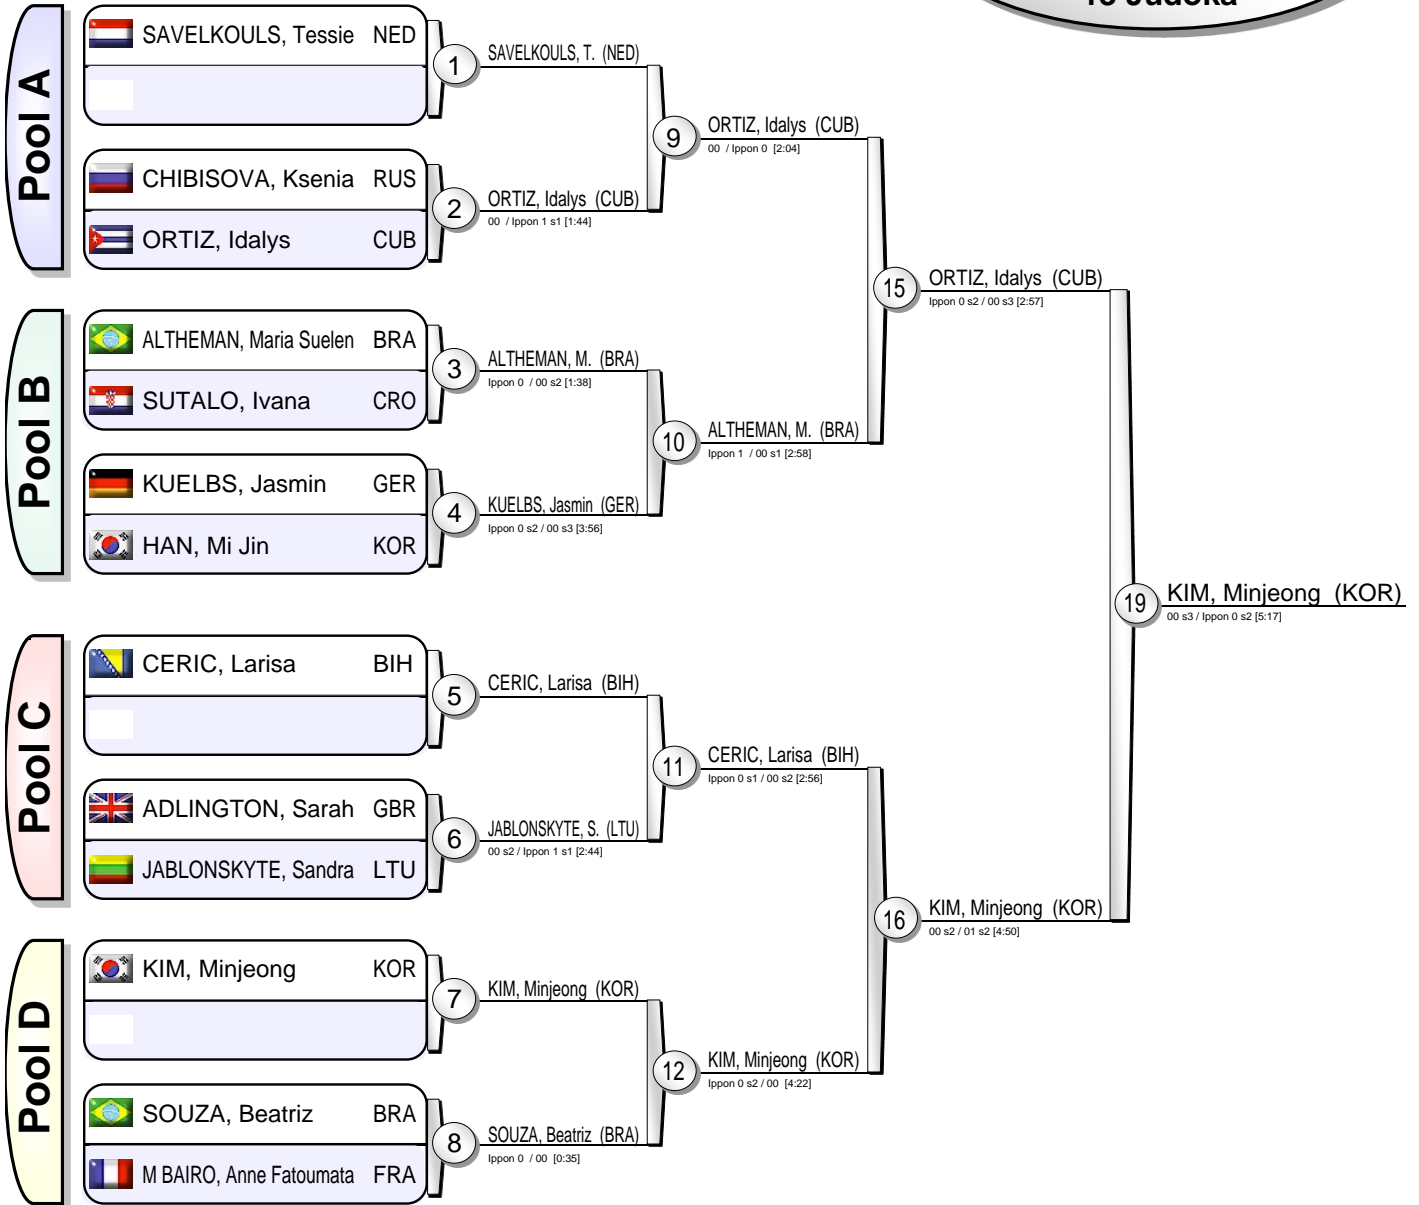 13 Judoka
Pool A
SAVELKOULS, Tessie NED
CHIBISOVA, Ksenia RUS
ORTIZ, Idalys CUB
1
SAVELKOULS, T. (NED)
2
ORTIZ, Idalys (CUB)
00 / Ippon 1 s1 [1:44]
9
ORTIZ, Idalys (CUB)
00 / Ippon 0 [2:04]
Pool B
ALTHEMAN, Maria Suelen BRA
SUTALO, Ivana CRO
KUELBS, Jasmin GER
HAN, Mi Jin KOR
3
ALTHEMAN, M. (BRA)
Ippon 0 / 00 s2 [1:38]
4
KUELBS, Jasmin (GER)
Ippon 0 s2 / 00 s3 [3:56]
10
ALTHEMAN, M. (BRA)
Ippon 1 / 00 s1 [2:58]
15
ORTIZ, Idalys (CUB)
Ippon 0 s2 / 00 s3 [2:57]
Pool C
CERIC, Larisa BIH
ADLINGTON, Sarah GBR
JABLONSKYTE, Sandra LTU
5
CERIC, Larisa (BIH)
6
JABLONSKYTE, S. (LTU)
00 s2 / Ippon 1 s1 [2:44]
11
CERIC, Larisa (BIH)
Ippon 0 s1 / 00 s2 [2:56]
Pool D
KIM, Minjeong KOR
SOUZA, Beatriz BRA
M BAIRO, Anne Fatoumata FRA
7
KIM, Minjeong (KOR)
8
SOUZA, Beatriz (BRA)
Ippon 0 / 00 [0:35]
12
KIM, Minjeong (KOR)
Ippon 0 s2 / 00 [4:22]
16
KIM, Minjeong (KOR)
00 s2 / 01 s2 [4:50]
19
KIM, Minjeong (KOR)
00 s3 / Ippon 0 s2 [5:17]